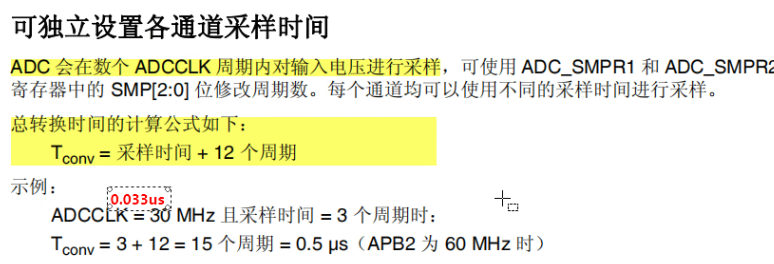 可独立设置各通道采样时间
ADC 会在数个 ADCCLK 周期内对输入电压进行采样，可使用 ADC_SMPR1 和 ADC_SMPR2
寄存器中的 SMP[2:0] 位修改周期数。每个通道均可以使用不同的采样时间进行采样。
总转换时间的计算公式如下：
Tconv = 采样时间 + 12 个周期
示例：
0.033us
ADCCLK = 30 MHz 且采样时间 = 3 个周期时：
Tconv = 3 + 12 = 15 个周期 = 0.5 μs（APB2 为 60 MHz 时）